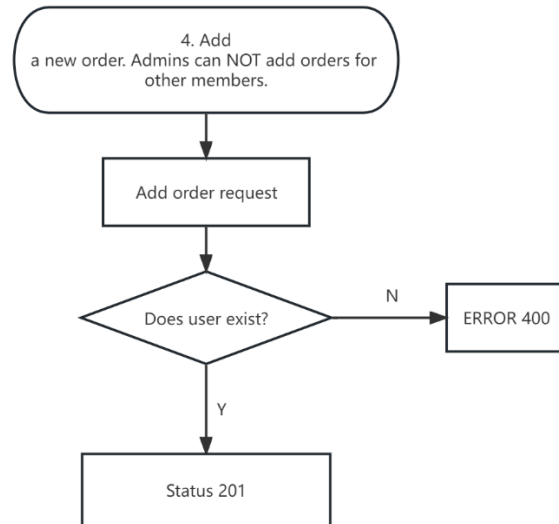 4. Add
a new order. Admins can NOT add orders for
other members.
Add order request
Does user exist?
N
ERROR 400
Y
Status 201